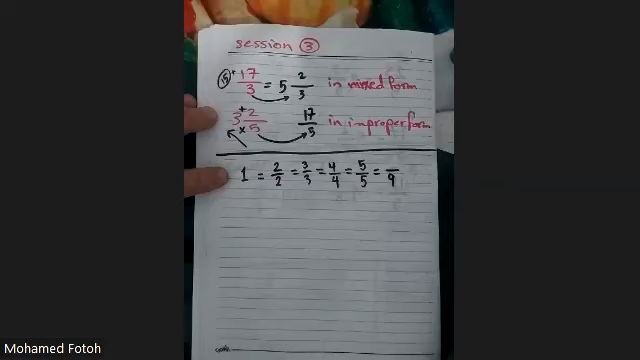 session 3
5 17/3 = 5 2/3 in mixed form
3 + 2 × 5 17/5 in improper form
1 = 2/2 = 3/3 = 4/4 = 5/5 = /9
Mohamed Fotoh